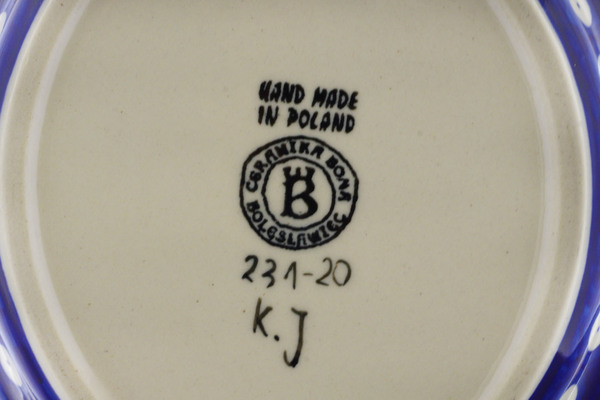 HAND MADE
IN POLAND
CERAMIKA BONA
BOLESŁAWIEC
B
231-20
K.J